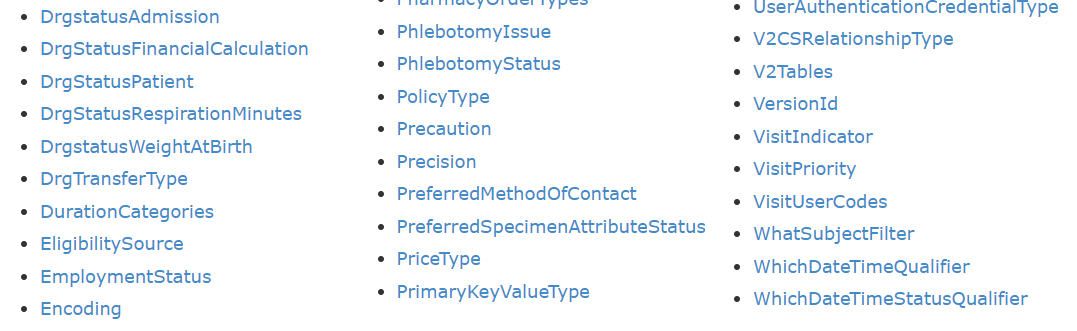 DrgstatusAdmission
DrgStatusFinancialCalculation
DrgStatusPatient
DrgStatusRespirationMinutes
DrgstatusWeightAtBirth
DrgTransferType
DurationCategories
EligibilitySource
EmploymentStatus
Encoding
PharmacyOrderTypes
PhlebotomyIssue
PhlebotomyStatus
PolicyType
Precaution
Precision
PreferredMethodOfContact
PreferredSpecimenAttributeStatus
PriceType
PrimaryKeyValueType
UserAuthenticationCredentialType
V2CSRelationshipType
V2Tables
VersionId
VisitIndicator
VisitPriority
VisitUserCodes
WhatSubjectFilter
WhichDateTimeQualifier
WhichDateTimeStatusQualifier